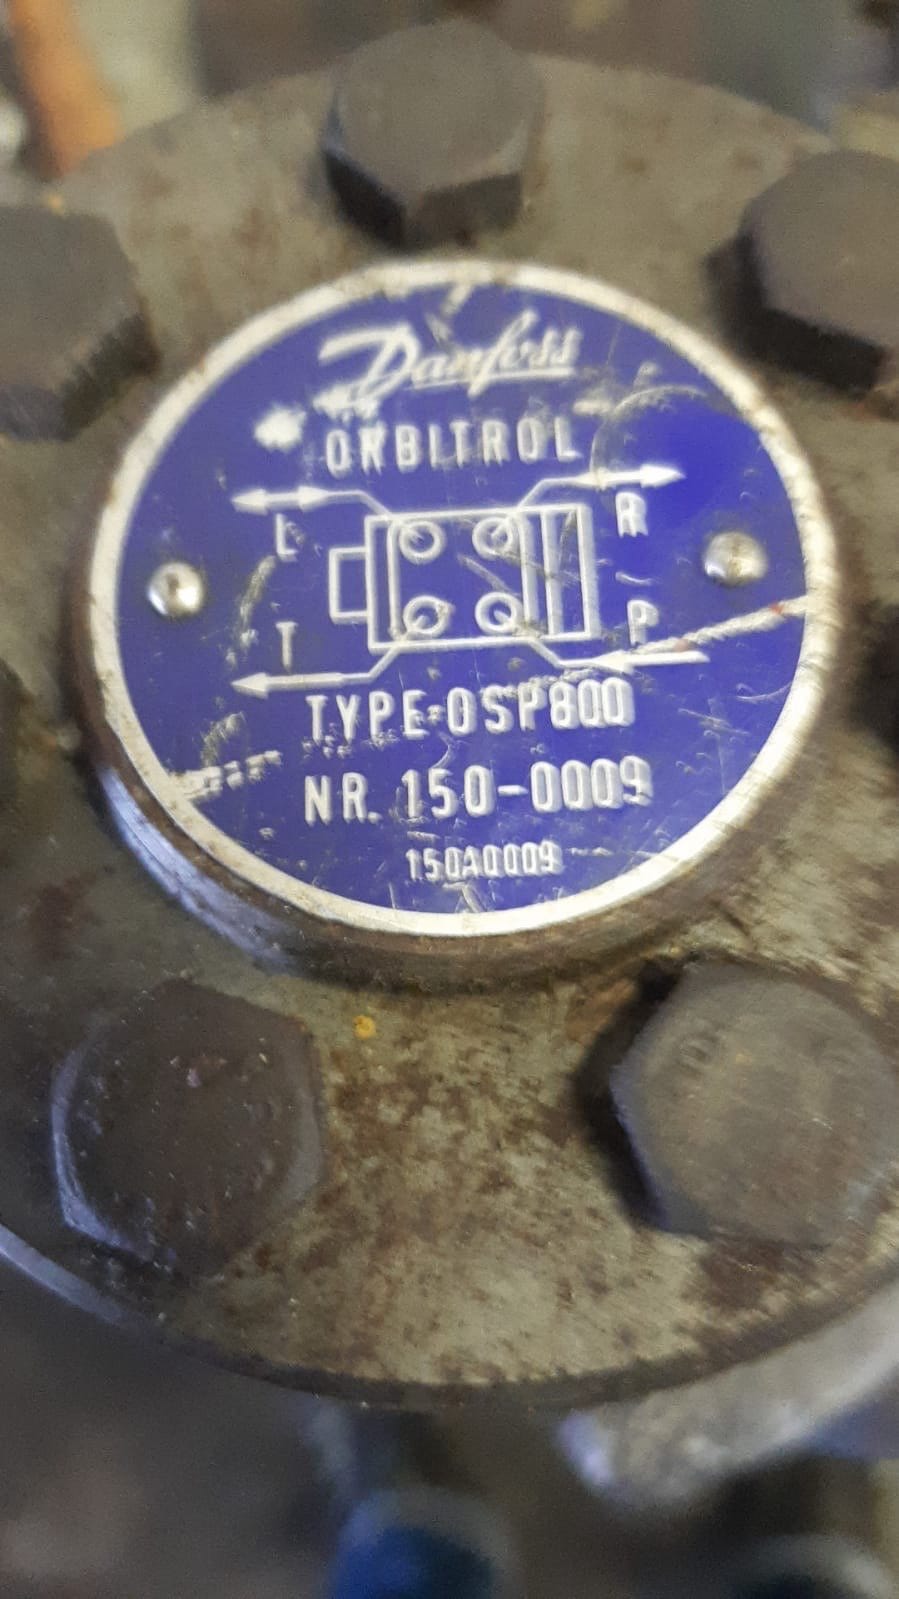 Danfoss
ORBITROL
L R
T P
TYPE OSP800
NR. 150-0009
150A0009